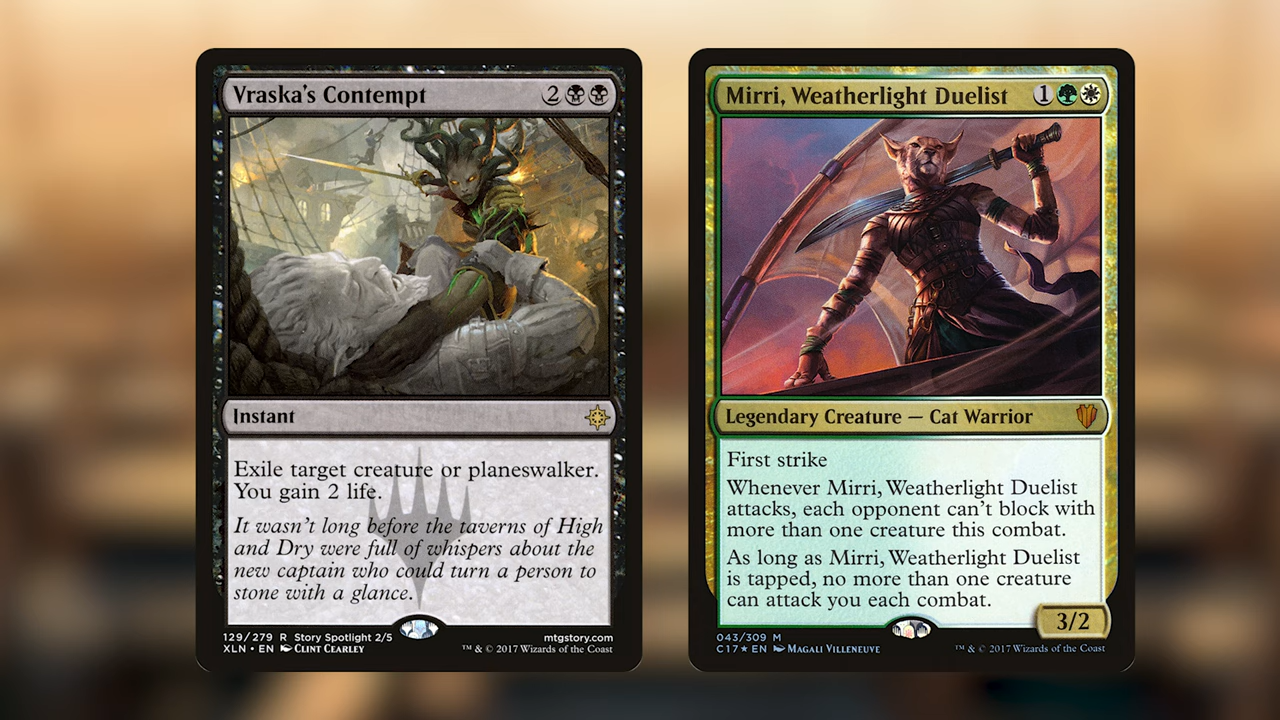 Vraska's Contempt
2
Instant
Exile target creature or planeswalker.
You gain 2 life.
It wasn't long before the taverns of High
and Dry were full of whispers about the
new captain who could turn a person to
stone with a glance.
129/279 R Story Spotlight 2/5
mtgstory.com
XLN • EN Clint Cearley
™ & © 2017 Wizards of the Coast
Mirri, Weatherlight Duelist
1
Legendary Creature — Cat Warrior
First strike
Whenever Mirri, Weatherlight Duelist
attacks, each opponent can't block with
more than one creature this combat.
As long as Mirri, Weatherlight Duelist
is tapped, no more than one creature
can attack you each combat.
3/2
043/309 M
C17★EN Magali Villeneuve
™ & © 2017 Wizards of the Coast